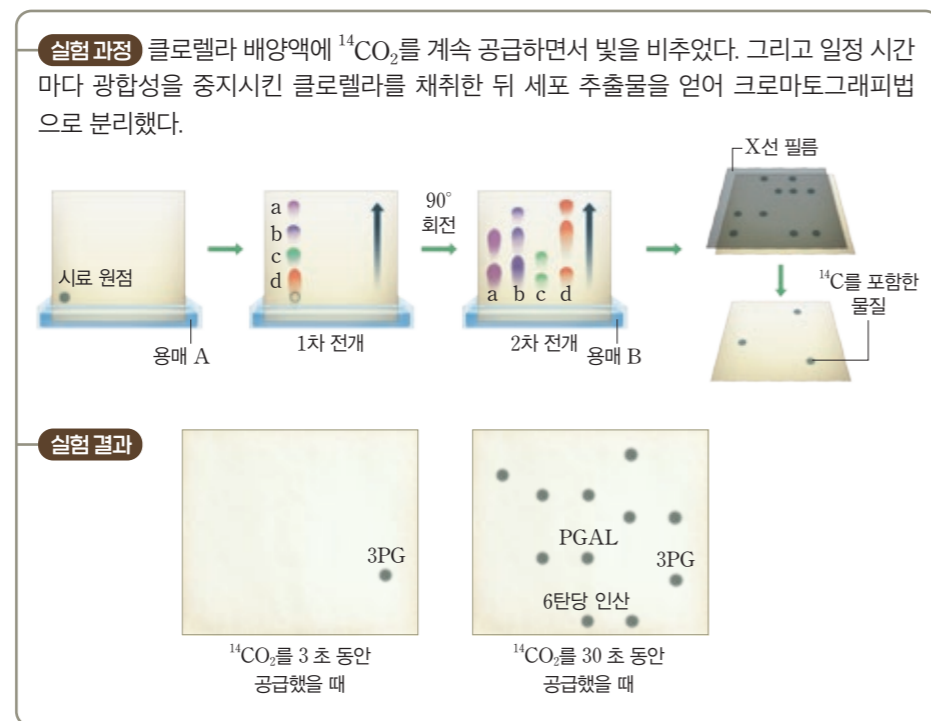 실험 과정 클로렐라 배양액에 ¹⁴CO₂를 계속 공급하면서 빛을 비추었다. 그리고 일정 시간
마다 광합성을 중지시킨 클로렐라를 채취한 뒤 세포 추출물을 얻어 크로마토그래피법
으로 분리했다.
시료 원점
용매 A
a
b
c
d
1차 전개
90°
회전
a b c d
2차 전개
용매 B
X선 필름
¹⁴C를 포함한
물질
실험 결과
3PG
¹⁴CO₂를 3 초 동안
공급했을 때
PGAL
3PG
6탄당 인산
¹⁴CO₂를 30 초 동안
공급했을 때